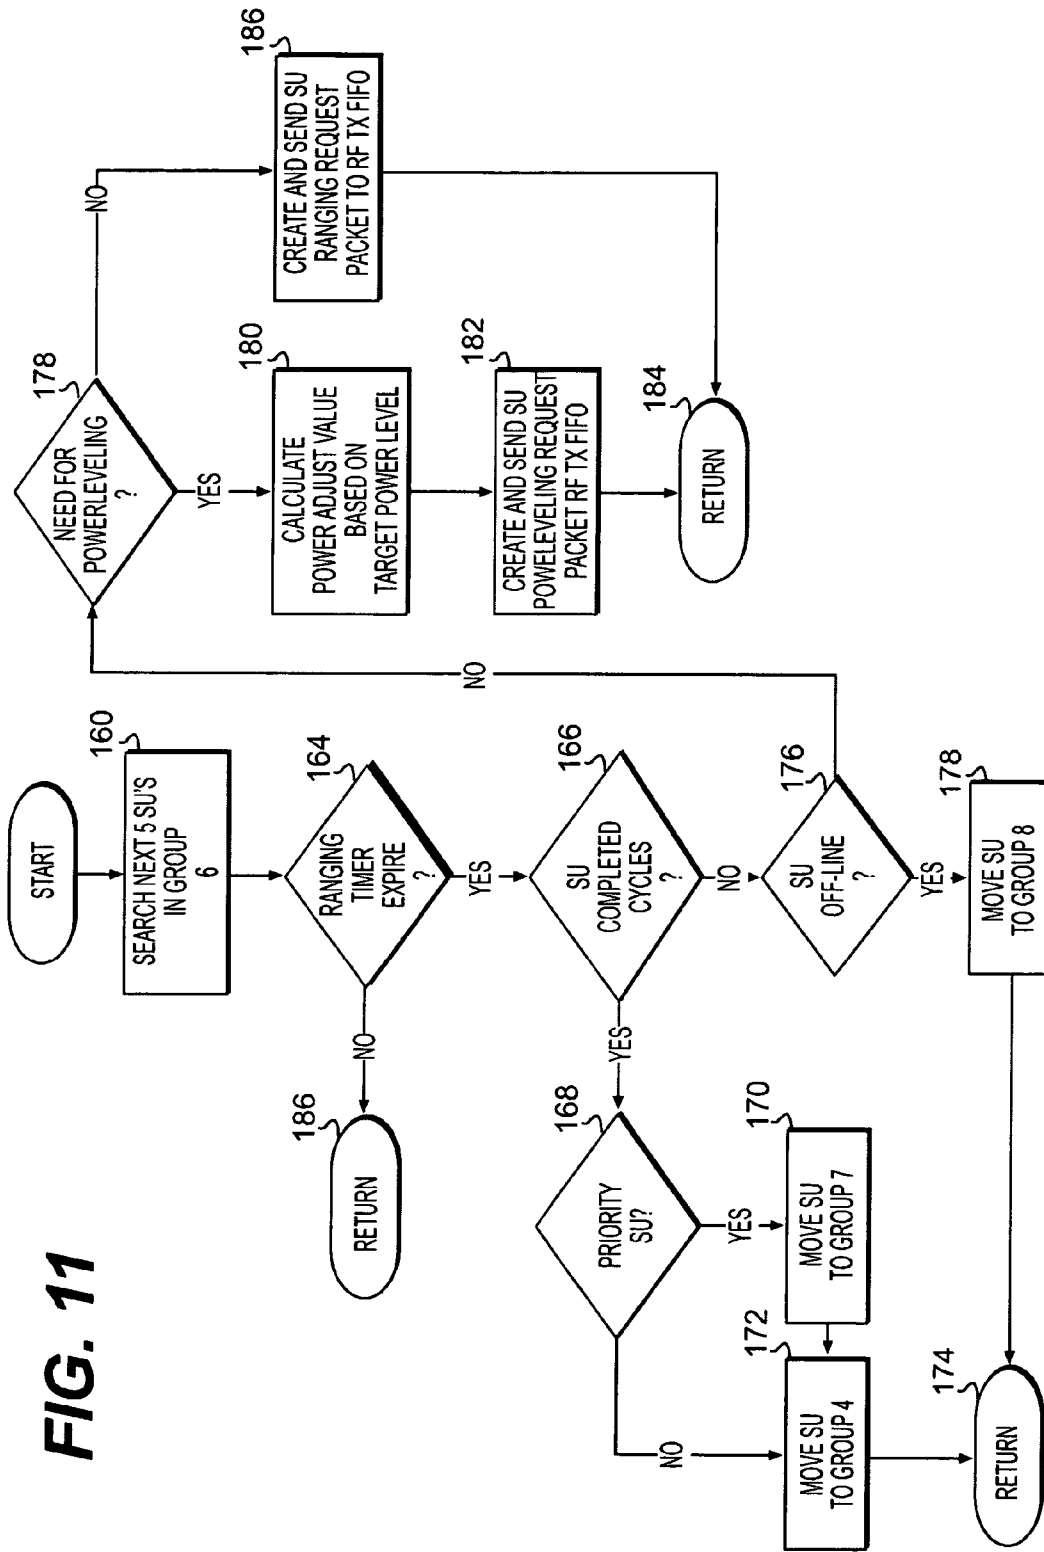 FIG. 11
START
160
SEARCH NEXT 5 SU'S
IN GROUP
6
164
RANGING
TIMER
EXPIRE
?
NO
186
RETURN
YES
166
SU
COMPLETED
CYCLES
?
YES
168
PRIORITY
SU?
YES
170
MOVE SU
TO GROUP 7
NO
172
MOVE SU
TO GROUP 4
174
RETURN
NO
176
SU
OFF-LINE
?
YES
178
MOVE SU
TO GROUP 8
NO
178
NEED FOR
POWERLEVELING
?
YES
180
CALCULATE
POWER ADJUST VALUE
BASED ON
TARGET POWER LEVEL
182
CREATE AND SEND SU
POWELEVELING REQUEST
PACKET RF TX FIFO
184
RETURN
NO
186
CREATE AND SEND SU
RANGING REQUEST
PACKET TO RF TX FIFO